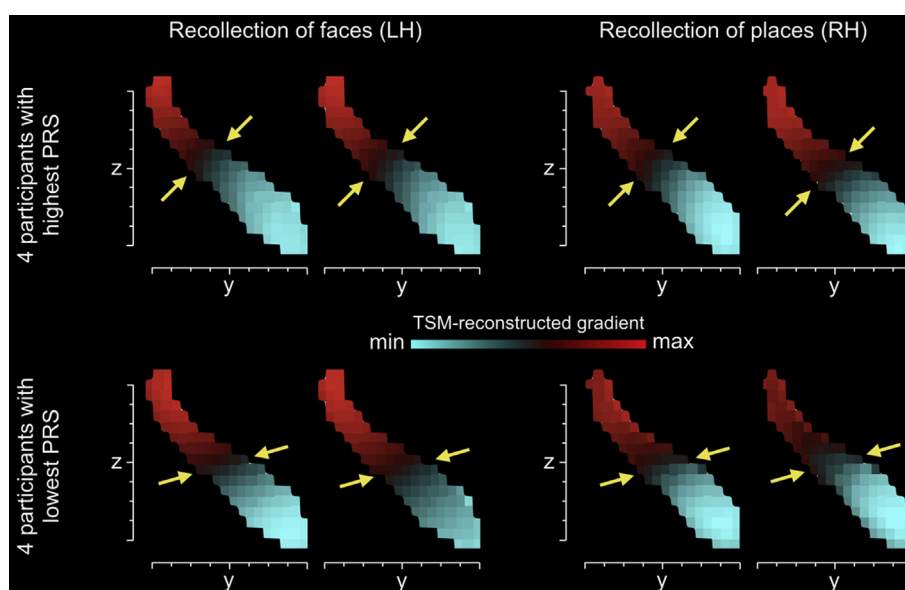 Recollection of faces (LH)
Recollection of places (RH)
4 participants with
highest PRS
z
z
y
y
y
y
TSM-reconstructed gradient
min
max
4 participants with
lowest PRS
z
z
y
y
y
y